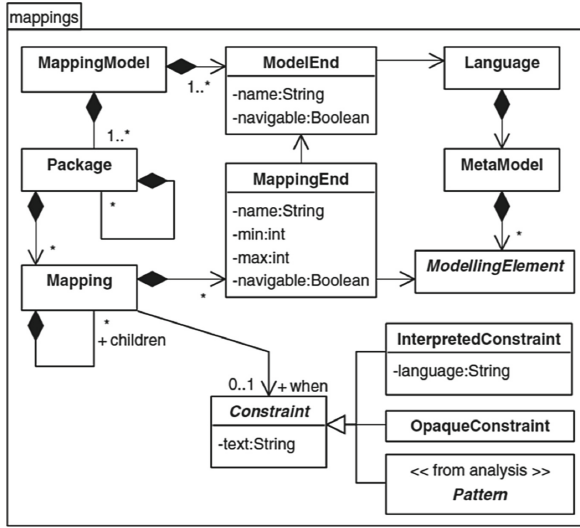 mappings
MappingModel
1..*
ModelEnd
-name:String
-navigable:Boolean
Language
1..*
Package
*
MappingEnd
-name:String
-min:int
-max:int
-navigable:Boolean
MetaModel
*
*
Mapping
*
ModellingElement
*
+ children
0..1
+ when
Constraint
-text:String
InterpretedConstraint
-language:String
OpaqueConstraint
<< from analysis >>
Pattern